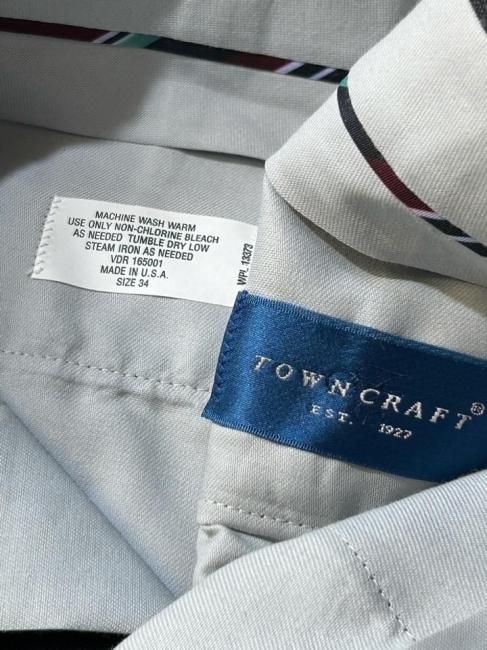 MACHINE WASH WARM
USE ONLY NON-CHLORINE BLEACH
AS NEEDED TUMBLE DRY LOW
STEAM IRON AS NEEDED
VDR 165001
MADE IN U.S.A.
SIZE 34
WPL 13373
TOWNCRAFT®
EST. 1927